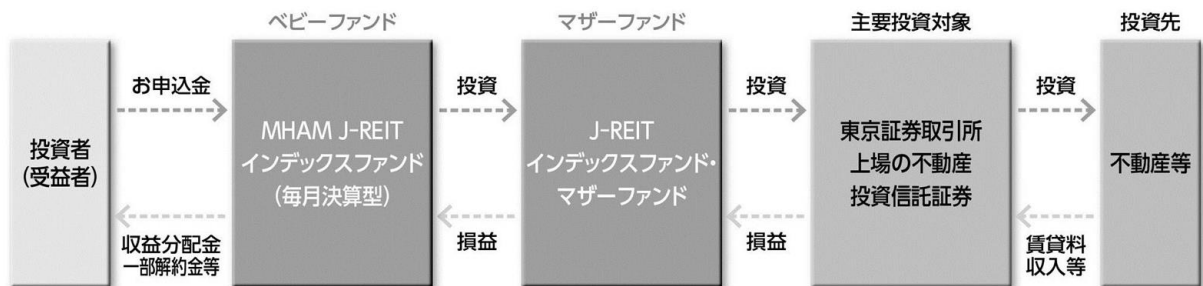 ベビーファンド
マザーファンド
主要投資対象
投資先
お申込金
投資
投資
投資
投資者
(受益者)
MHAM J-REIT
インデックスファンド
(毎月決算型)
J-REIT
インデックスファンド・
マザーファンド
東京証券取引所
上場の不動産
投資信託証券
不動産等
収益分配金
一部解約金等
損益
損益
賃貸料
収入等